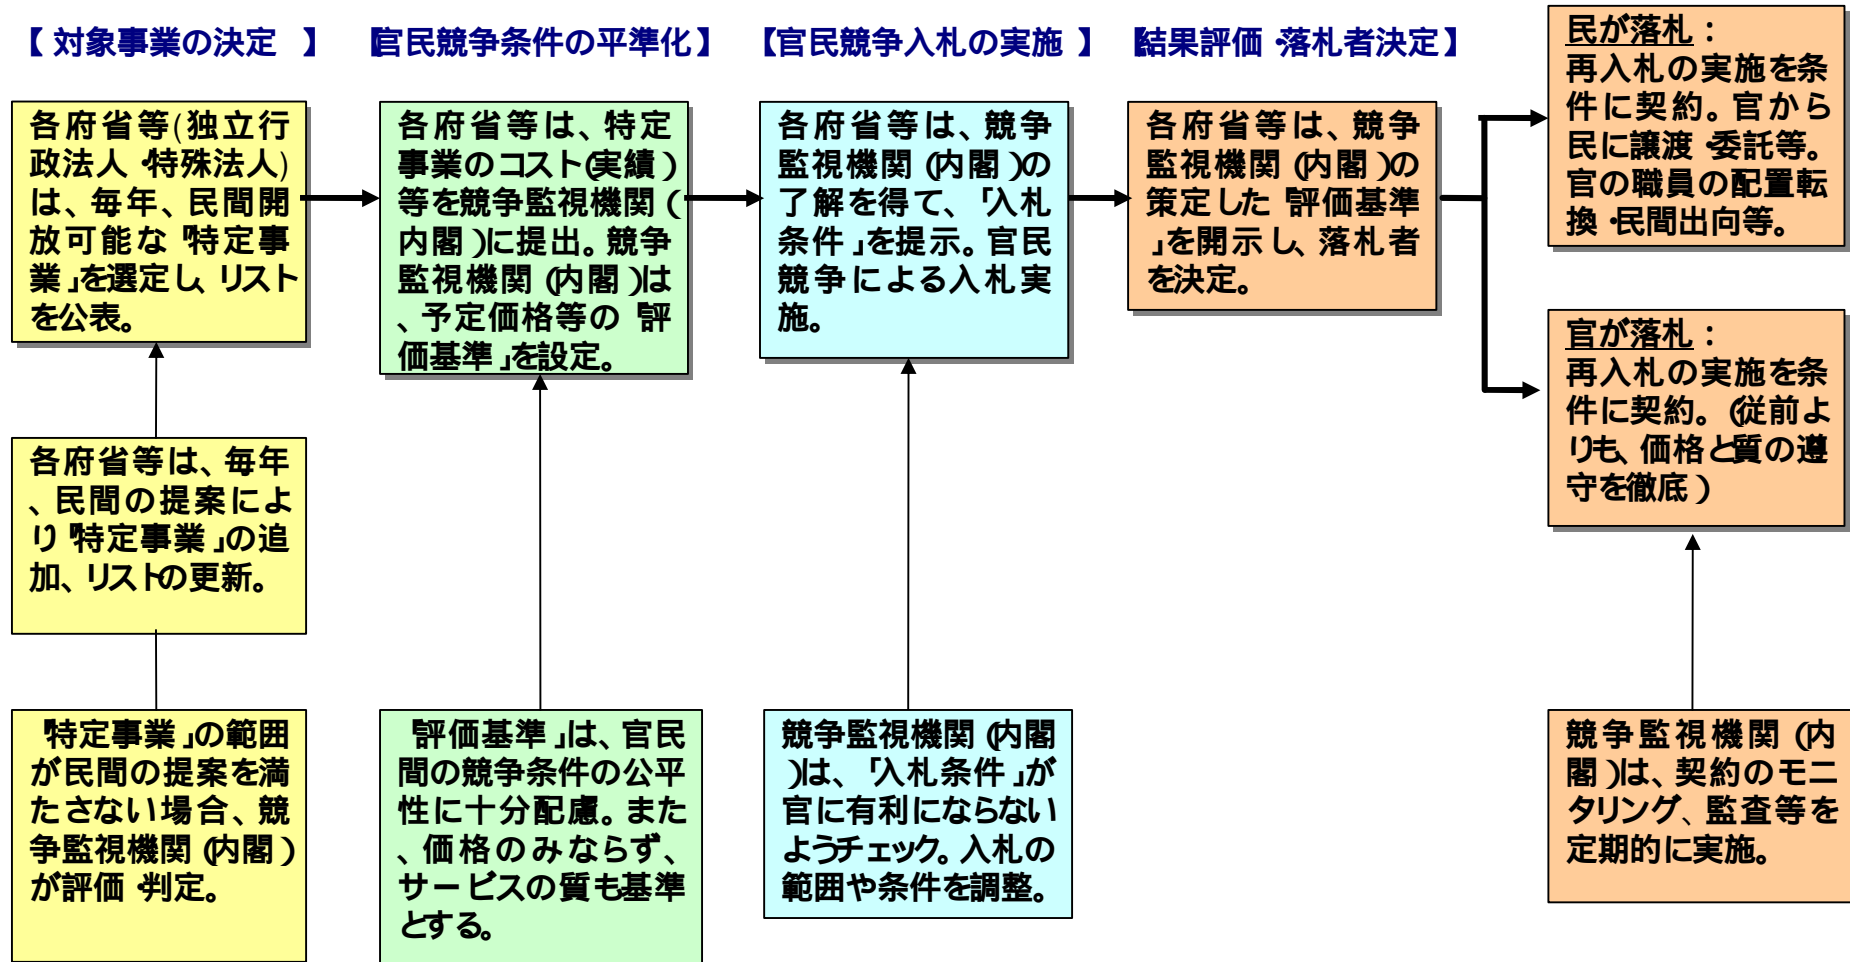 【 対象事業の決定 】
【官民競争条件の平準化】
【官民競争入札の実施 】
【結果評価・落札者決定】
各府省等(独立行
政法人・特殊法人)
は、毎年、民間開
放可能な「特定事
業」を選定し、リスト
を公表。
各府省等は、毎年
、民間の提案によ
り「特定事業」の追
加、リストの更新。
「特定事業」の範囲
が民間の提案を満
たさない場合、競
争監視機関(内閣)
が評価・判定。
各府省等は、特定
事業のコスト(実績)
等を競争監視機関(
内閣)に提出。競争
監視機関(内閣)は
、予定価格等の「評
価基準」を設定。
「評価基準」は、官民
間の競争条件の公平
性に十分配慮。また
、価格のみならず、
サービスの質も基準
とする。
各府省等は、競争
監視機関(内閣)の
了解を得て、「入札
条件」を提示。官民
競争による入札実
施。
競争監視機関(内閣
)は、「入札条件」が
官に有利にならない
ようチェック。入札の
範囲や条件を調整。
各府省等は、競争
監視機関(内閣)の
策定した「評価基準
」を開示し、落札者
を決定。
民が落札：
再入札の実施を条
件に契約。官から
民に譲渡・委託等。
官の職員の配置転
換・民間出向等。
官が落札：
再入札の実施を条
件に契約。(従前よ
りも、価格と質の遵
守を徹底)
競争監視機関(内
閣)は、契約のモニ
タリング、監査等を
定期的に実施。